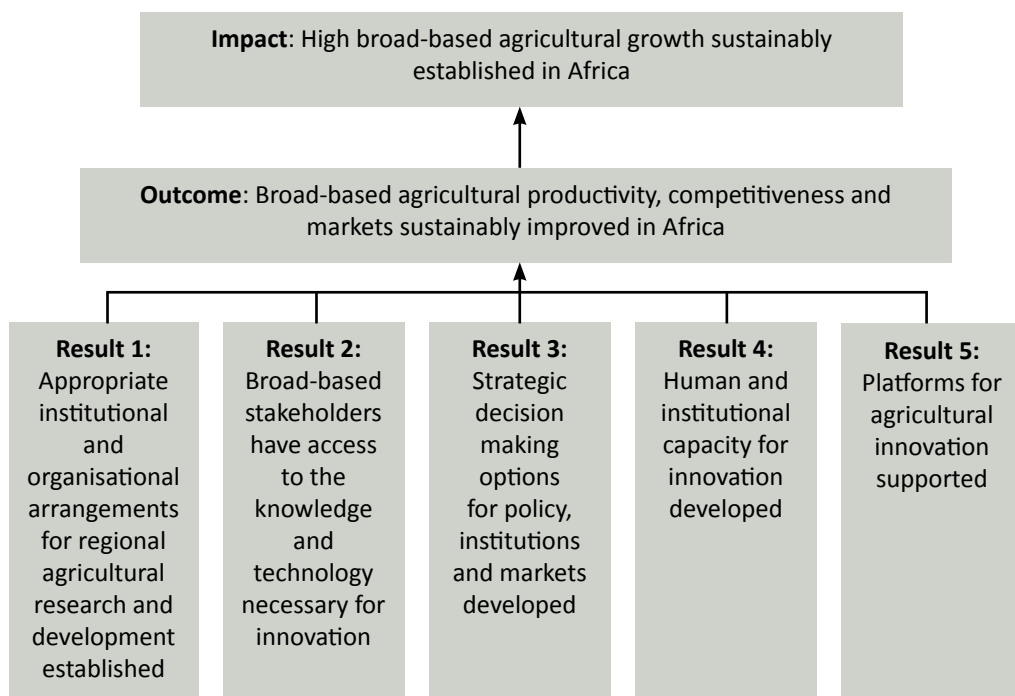 Impact: High broad-based agricultural growth sustainably
established in Africa
Outcome: Broad-based agricultural productivity, competitiveness and
markets sustainably improved in Africa
Result 1:
Appropriate
institutional
and
organisational
arrangements
for regional
agricultural
research and
development
established
Result 2:
Broad-based
stakeholders
have access
to the
knowledge
and
technology
necessary for
innovation
Result 3:
Strategic
decision
making
options
for policy,
institutions
and markets
developed
Result 4:
Human and
institutional
capacity for
innovation
developed
Result 5:
Platforms for
agricultural
innovation
supported